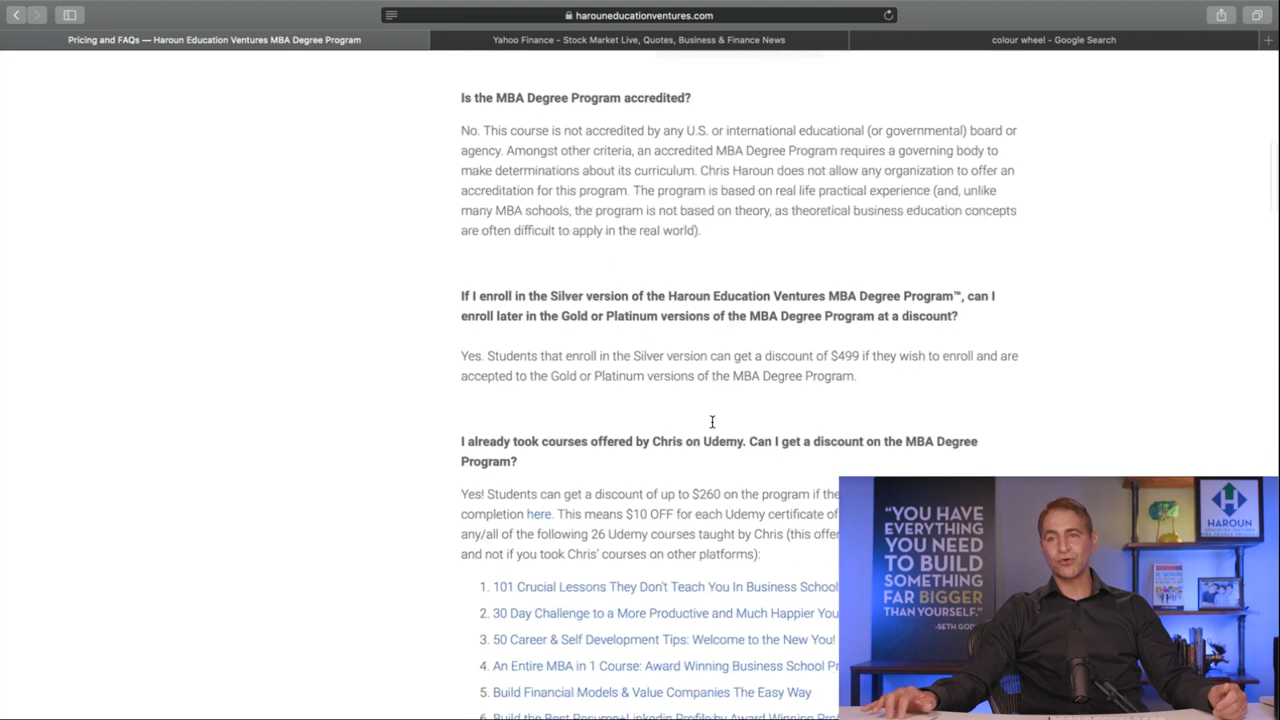 harouneducationventures.com
Pricing and FAQs — Haroun Education Ventures MBA Degree Program
Yahoo Finance - Stock Market Live, Quotes, Business & Finance News
colour wheel - Google Search
Is the MBA Degree Program accredited?
No. This course is not accredited by any U.S. or international educational (or governmental) board or
agency. Amongst other criteria, an accredited MBA Degree Program requires a governing body to
make determinations about its curriculum. Chris Haroun does not allow any organization to offer an
accreditation for this program. The program is based on real life practical experience (and, unlike
many MBA schools, the program is not based on theory, as theoretical business education concepts
are often difficult to apply in the real world).
If I enroll in the Silver version of the Haroun Education Ventures MBA Degree Program™, can I
enroll later in the Gold or Platinum versions of the MBA Degree Program at a discount?
Yes. Students that enroll in the Silver version can get a discount of $499 if they wish to enroll and are
accepted to the Gold or Platinum versions of the MBA Degree Program.
I already took courses offered by Chris on Udemy. Can I get a discount on the MBA Degree
Program?
Yes! Students can get a discount of up to $260 on the program if the
completion here. This means $10 OFF for each Udemy certificate of
any/all of the following 26 Udemy courses taught by Chris (this offer
and not if you took Chris' courses on other platforms):
1. 101 Crucial Lessons They Don't Teach You In Business School
2. 30 Day Challenge to a More Productive and Much Happier You
3. 50 Career & Self Development Tips: Welcome to the New You!
4. An Entire MBA in 1 Course: Award Winning Business School Pr
5. Build Financial Models & Value Companies The Easy Way
6. Build the Best Resume+Linkedin Profile by Award Winning
"YOU HAVE
EVERYTHING
YOU NEED
TO BUILD
SOMETHING
FAR BIGGER
THAN YOURSELF."
-SETH GOD
HAROUN